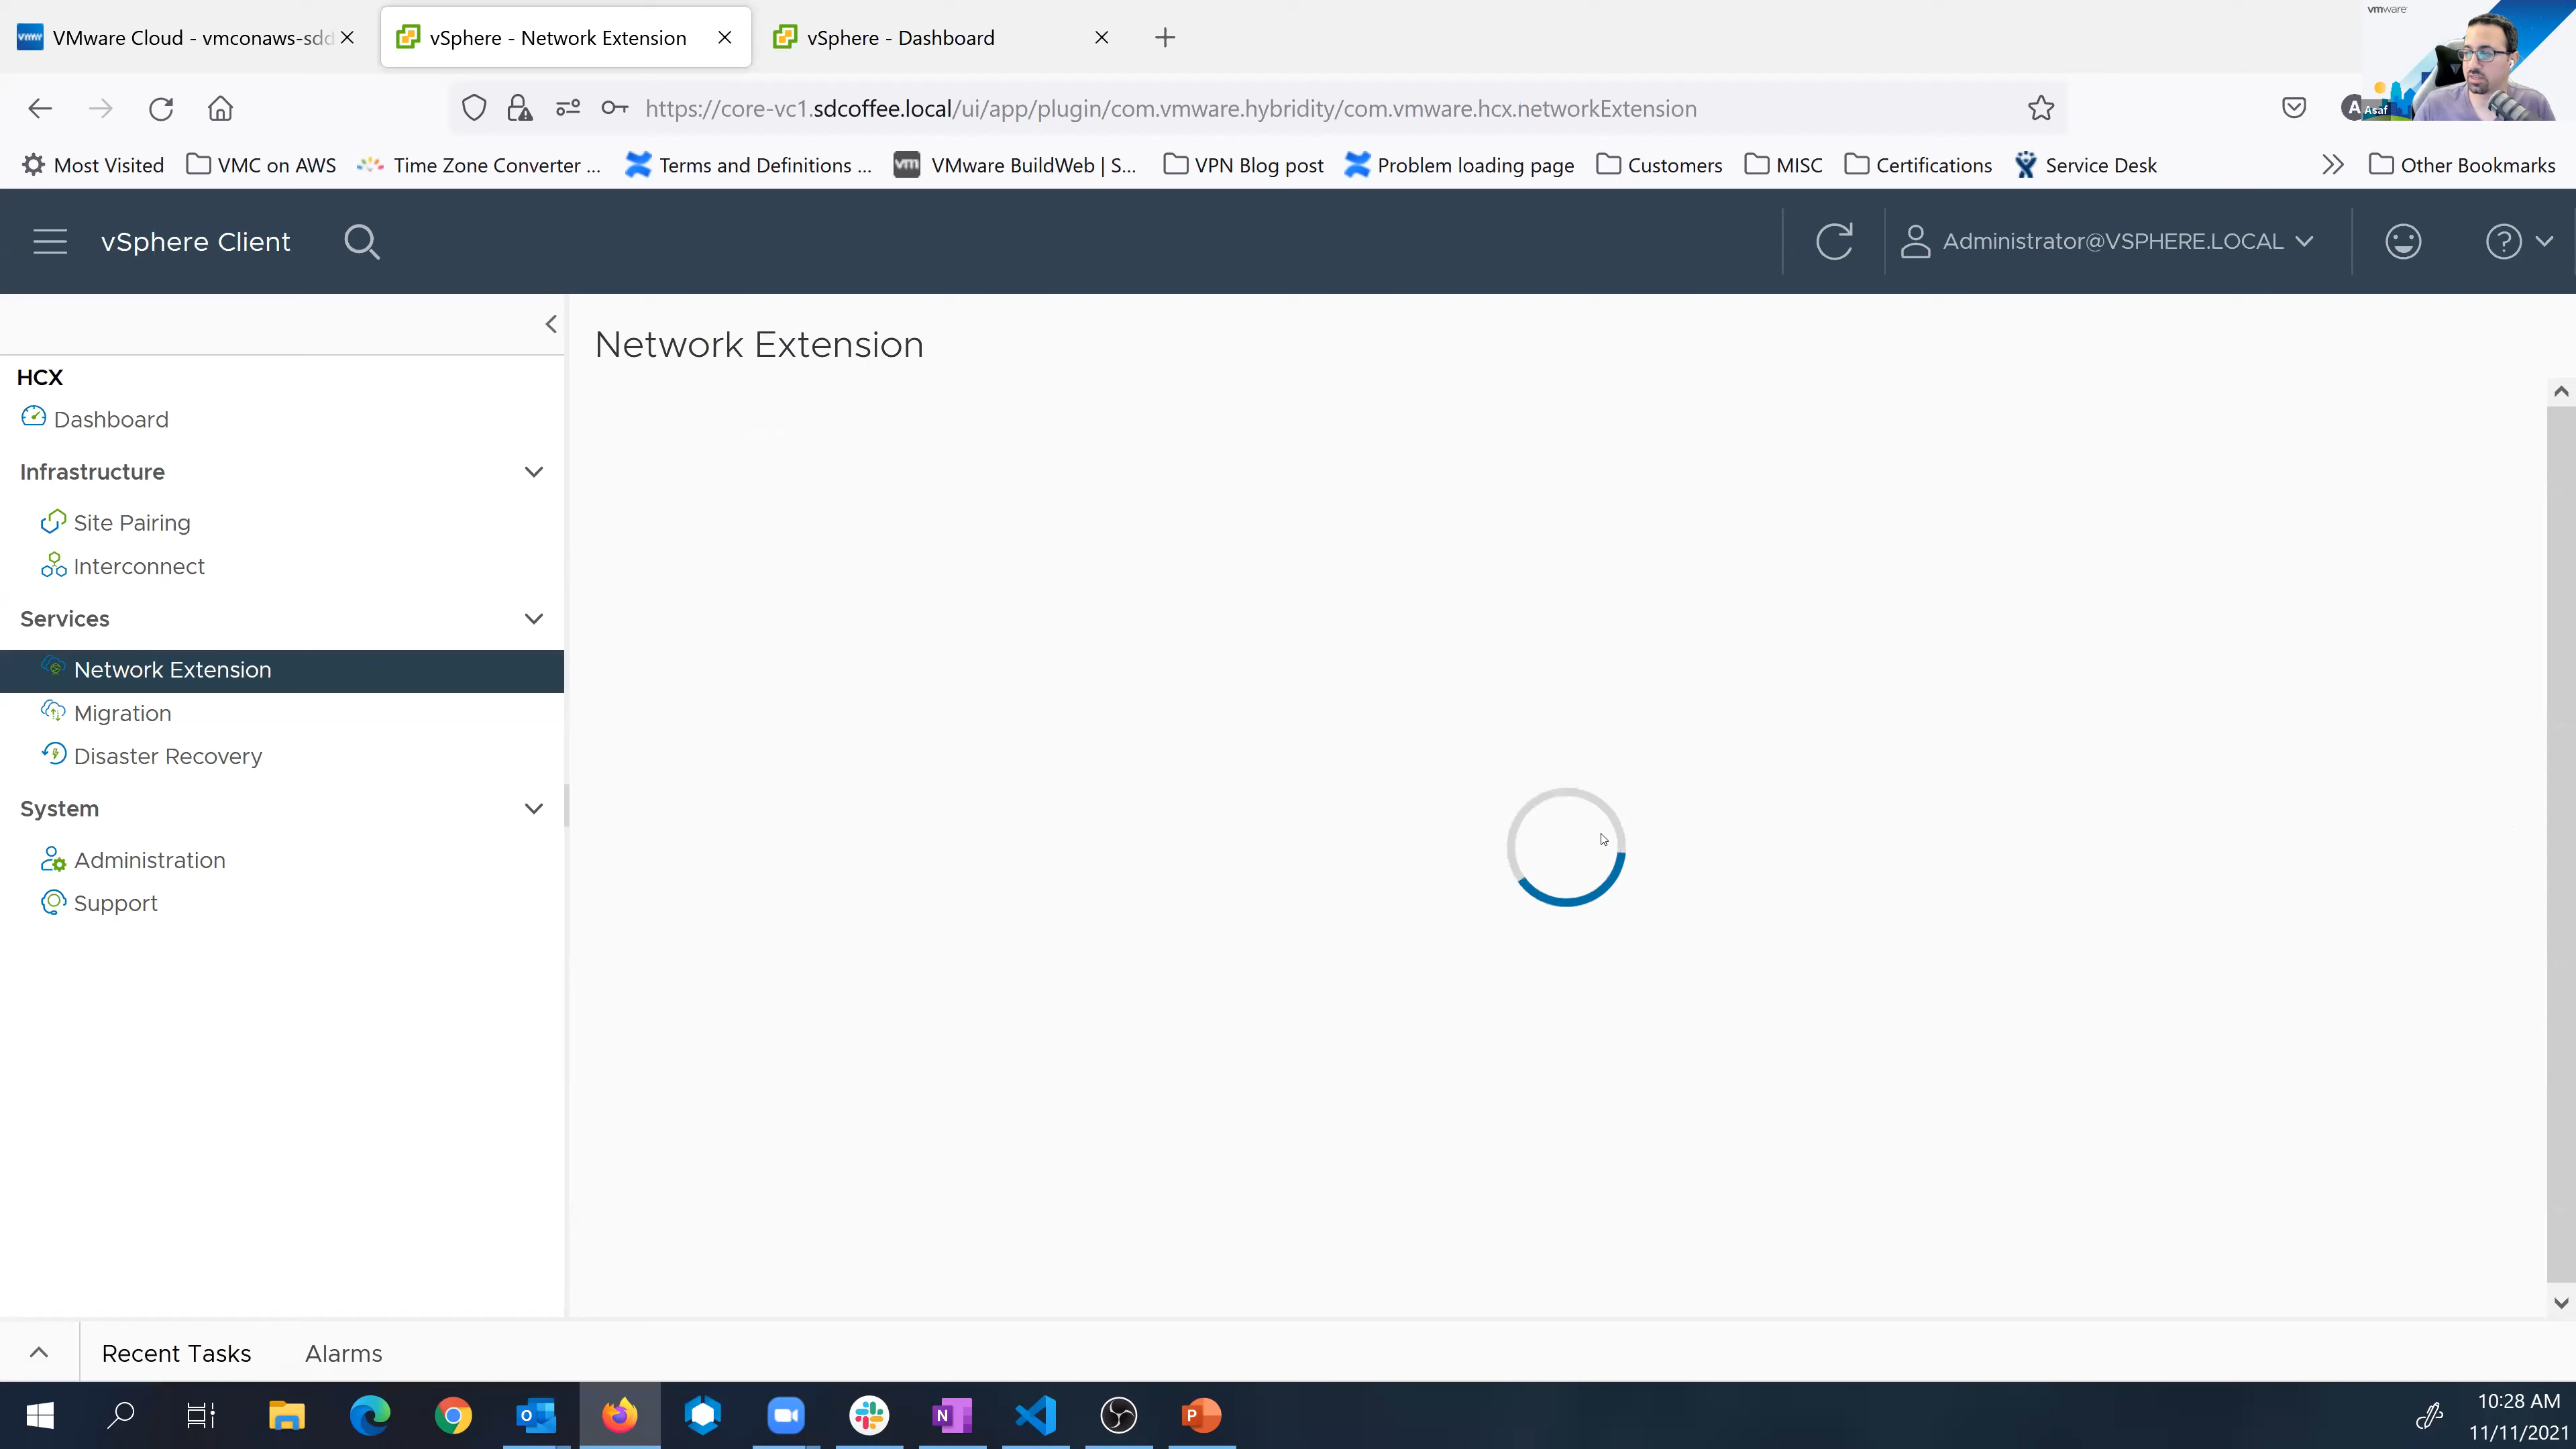 VMware Cloud - vmconaws-sdd
vSphere - Network Extension
vSphere - Dashboard
vmware
https://core-vc1.sdcoffee.local/ui/app/plugin/com.vmware.hybridity/com.vmware.hcx.networkExtension
A
Asaf
Most Visited
VMC on AWS
Time Zone Converter ...
Terms and Definitions ...
vm
VMware BuildWeb | S...
VPN Blog post
Problem loading page
Customers
MISC
Certifications
Service Desk
Other Bookmarks
vSphere Client
Administrator@VSPHERE.LOCAL
Network Extension
HCX
Dashboard
Infrastructure
Site Pairing
Interconnect
Services
Network Extension
Migration
Disaster Recovery
System
Administration
Support
Recent Tasks
Alarms
10:28 AM
11/11/2021